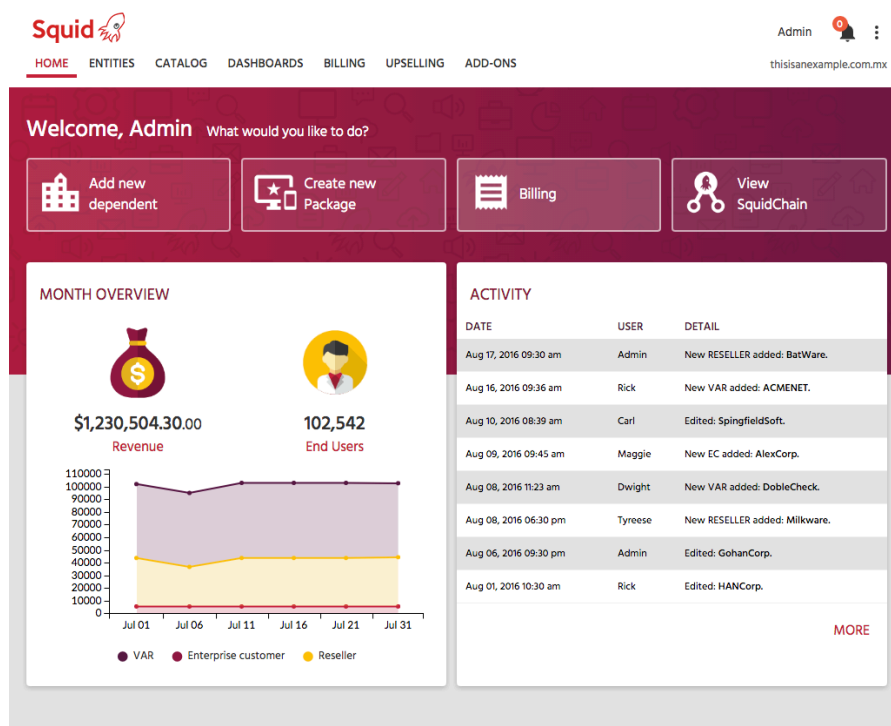 Squid
Admin
0
HOME ENTITIES CATALOG DASHBOARDS BILLING UPSELLING ADD-ONS
thisisanexample.com.mx
Welcome, Admin What would you like to do?
Add new
dependent
Create new
Package
Billing
View
SquidChain
MONTH OVERVIEW
$
$1,230,504.30.00
Revenue
102,542
End Users
110000
100000
90000
80000
70000
60000
50000
40000
30000
20000
10000
0
Jul 01 Jul 06 Jul 11 Jul 16 Jul 21 Jul 31
VAR Enterprise customer Reseller
ACTIVITY
DATE USER DETAIL
Aug 17, 2016 09:30 am Admin New RESELLER added: BatWare.
Aug 16, 2016 09:36 am Rick New VAR added: ACMENET.
Aug 10, 2016 08:39 am Carl Edited: SpingfieldSoft.
Aug 09, 2016 09:45 am Maggie New EC added: AlexCorp.
Aug 08, 2016 11:23 am Dwight New VAR added: DobleCheck.
Aug 08, 2016 06:30 pm Tyreese New RESELLER added: Milkware.
Aug 06, 2016 09:30 pm Admin Edited: GohanCorp.
Aug 01, 2016 10:30 am Rick Edited: HANCorp.
MORE